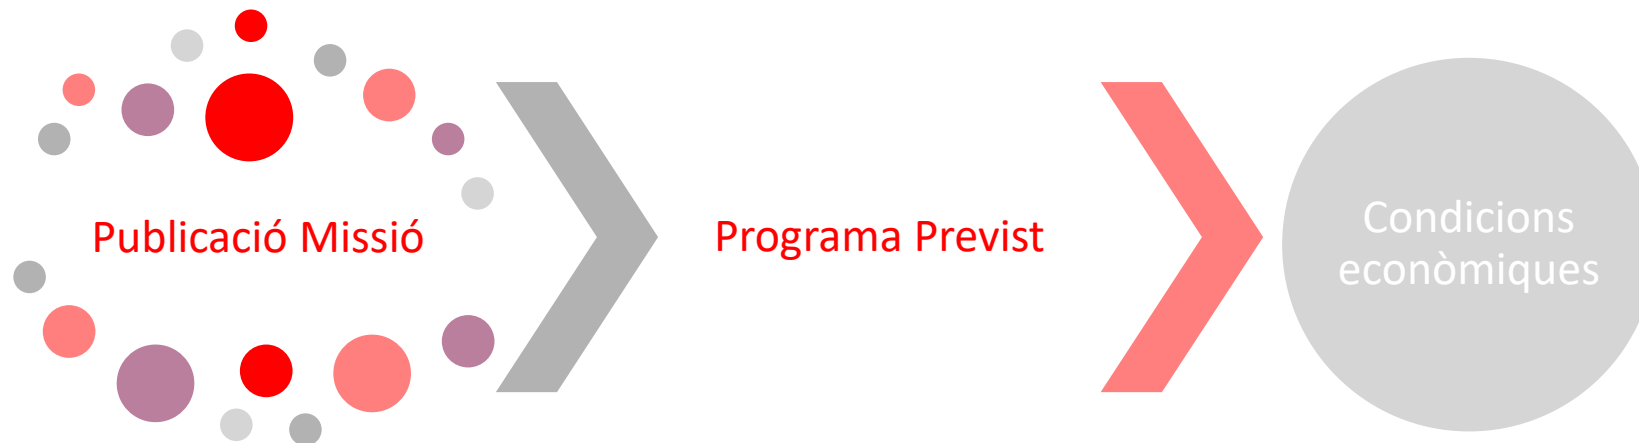 Publicació Missió
Programa Previst
Condicions
econòmiques